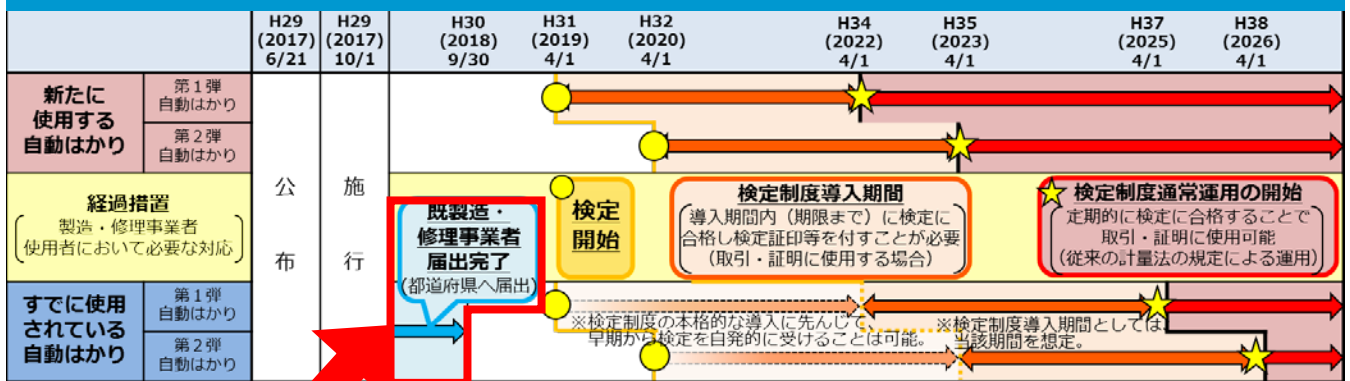 H29 H29 H30 H31 H32 H34 H35 H37 H38
(2017) (2017) (2018) (2019) (2020) (2022) (2023) (2025) (2026)
6/21 10/1 9/30 4/1 4/1 4/1 4/1 4/1 4/1
新たに
使用する
自動はかり
第1弾
自動はかり
第2弾
自動はかり
公布
施行
経過措置
製造・修理事業者
使用者において必要な対応
既製造・
修理事業者
届出完了
(都道府県へ届出)
検定
開始
検定制度導入期間
導入期間内(期限まで)に検定に
合格し検定証印等を付すことが必要
(取引・証明に使用する場合)
検定制度通常運用の開始
定期的に検定に合格することで
取引・証明に使用可能
(従来の計量法の規定による運用)
すでに使用
されている
自動はかり
第1弾
自動はかり
第2弾
自動はかり
※検定制度の本格的な導入に先んじて、
早期から検定を自発的に受けることは可能。
※検定制度導入期間としては、
当該期間を想定。